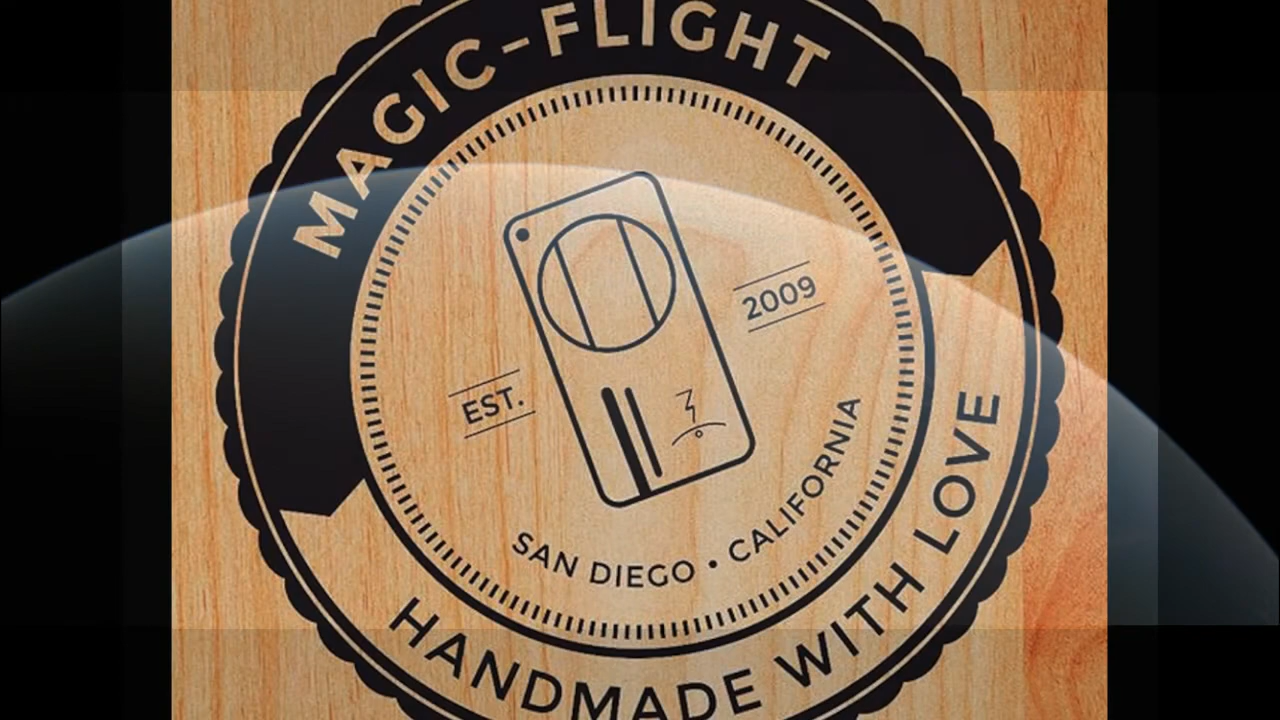 MAGIC-FLIGHT
2009
EST.
SAN DIEGO • CALIFORNIA
HANDMADE WITH LOVE